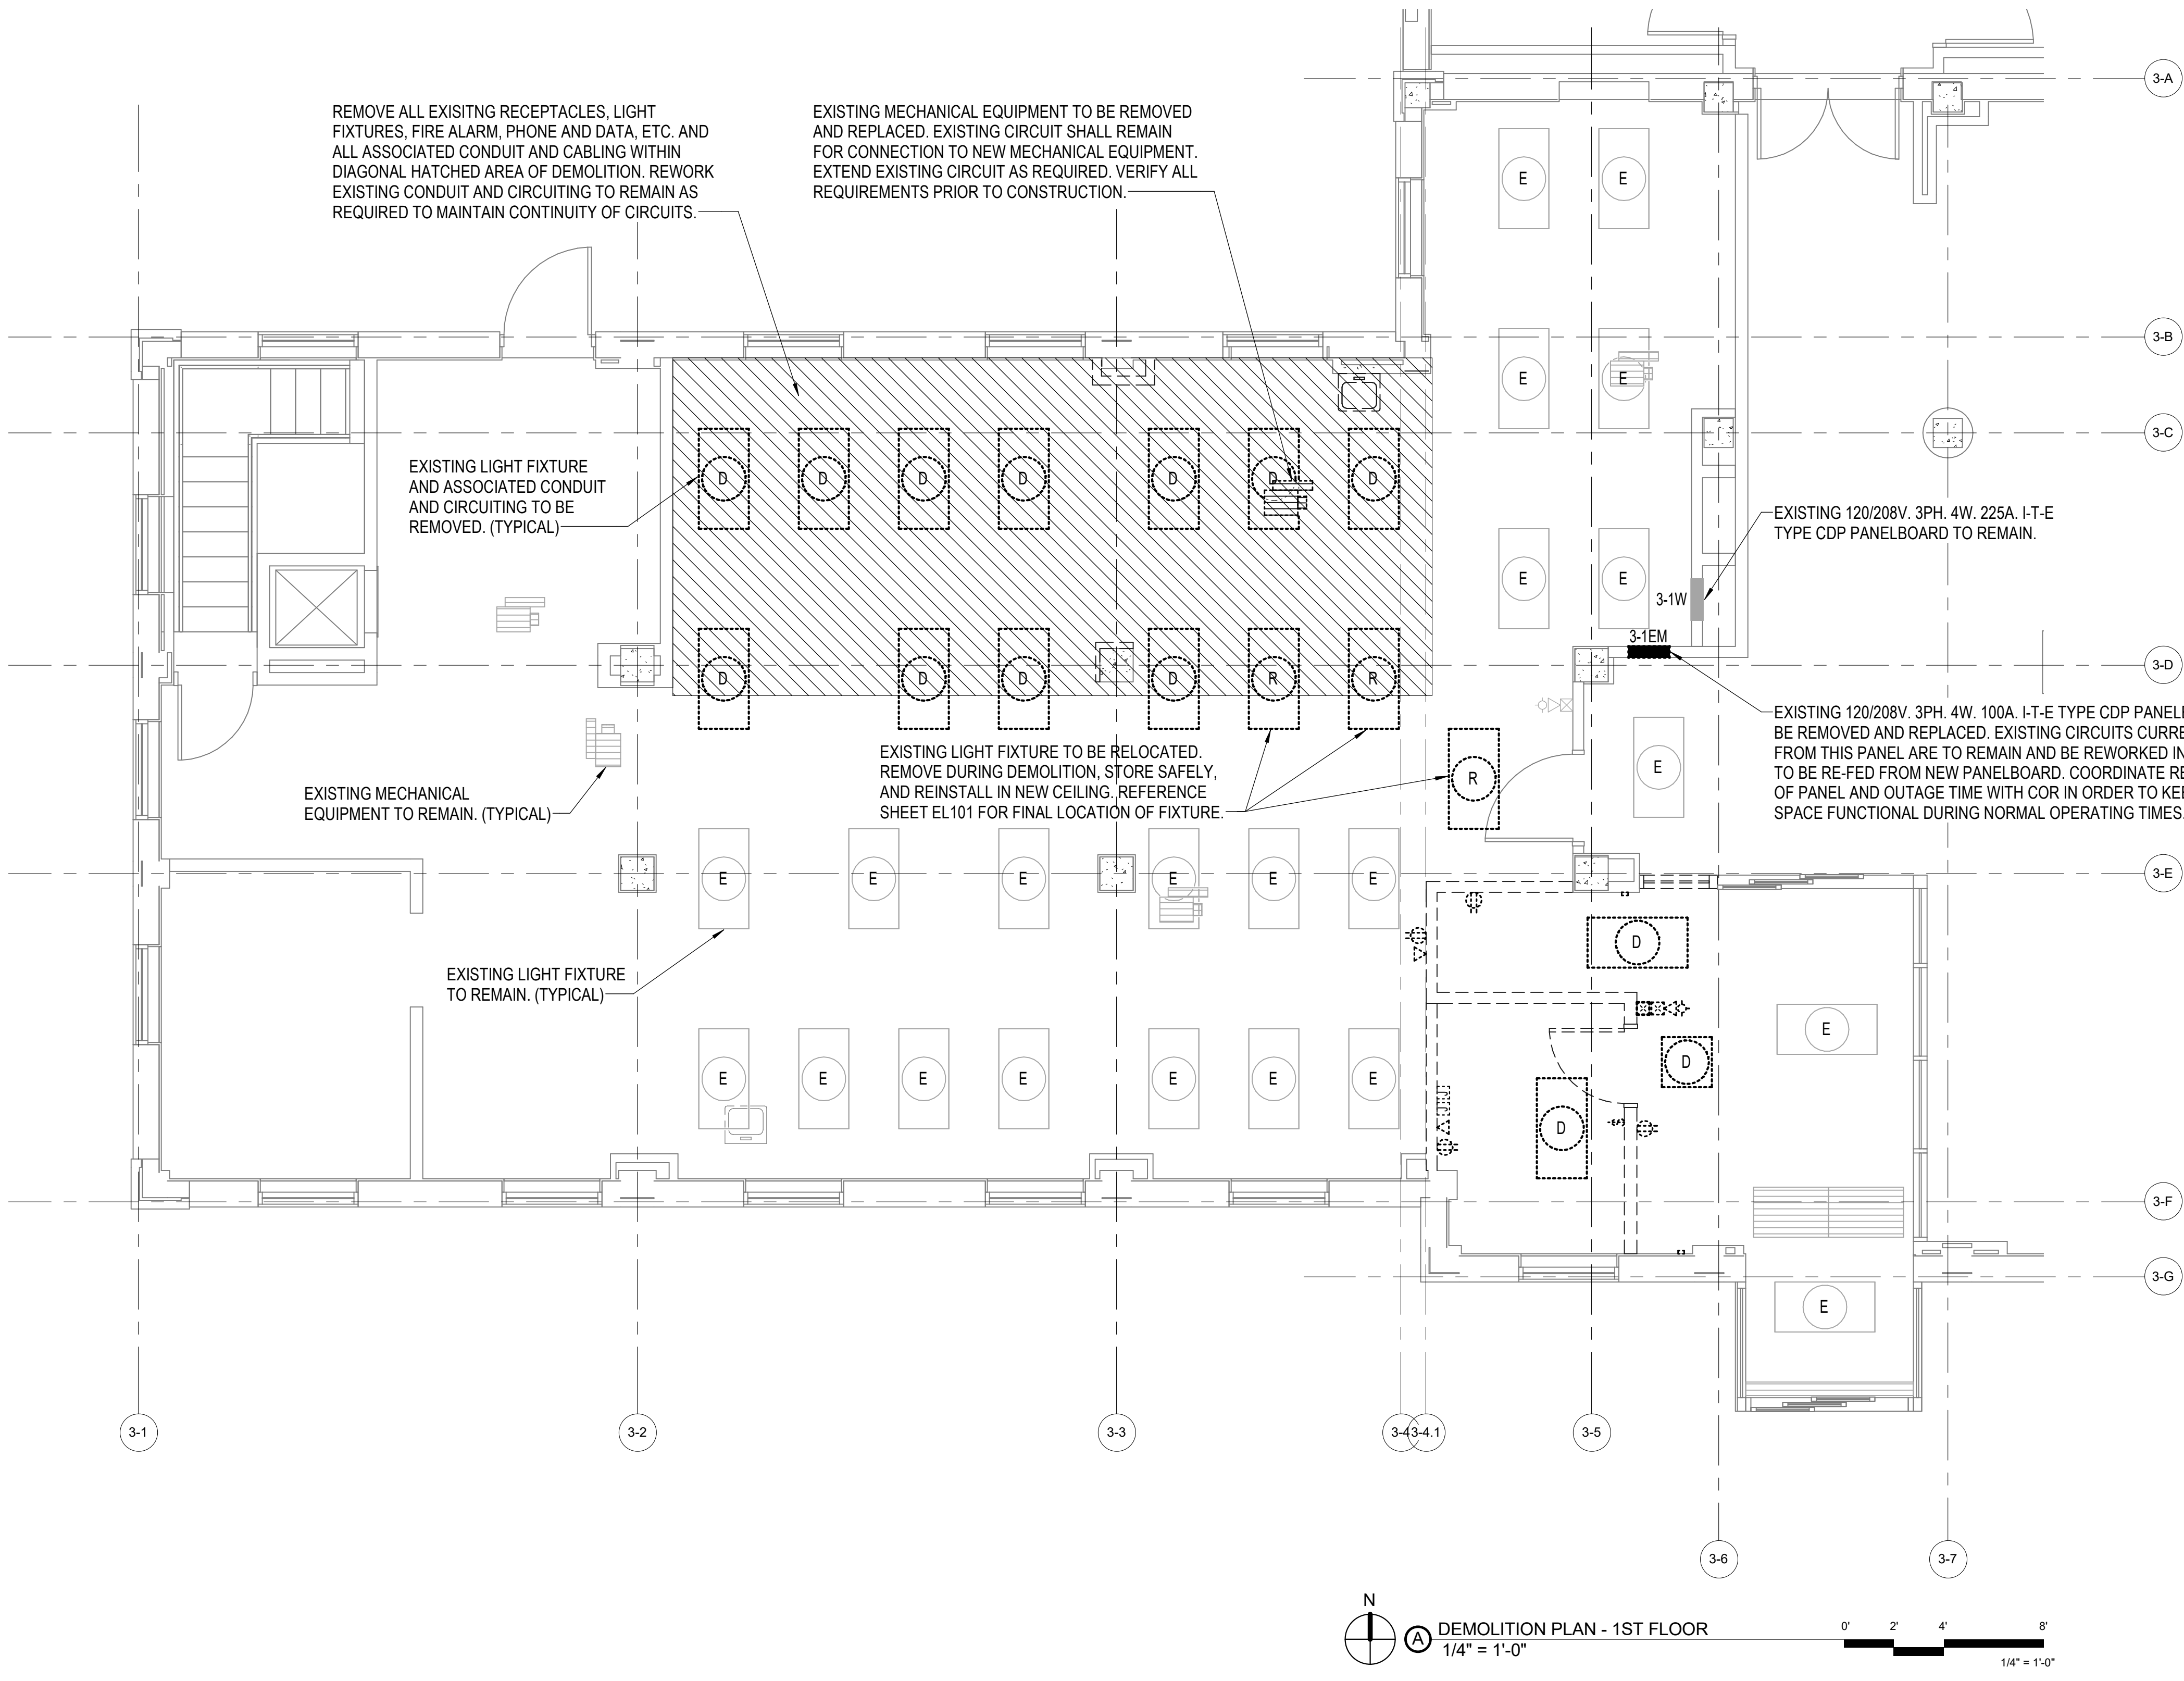 3-A
REMOVE ALL EXISITNG RECEPTACLES, LIGHT
FIXTURES, FIRE ALARM, PHONE AND DATA, ETC. AND
ALL ASSOCIATED CONDUIT AND CABLING WITHIN
DIAGONAL HATCHED AREA OF DEMOLITION. REWORK
EXISTING CONDUIT AND CIRCUITING TO REMAIN AS
REQUIRED TO MAINTAIN CONTINUITY OF CIRCUITS.
EXISTING MECHANICAL EQUIPMENT TO BE REMOVED
AND REPLACED. EXISTING CIRCUIT SHALL REMAIN
FOR CONNECTION TO NEW MECHANICAL EQUIPMENT.
EXTEND EXISTING CIRCUIT AS REQUIRED. VERIFY ALL
REQUIREMENTS PRIOR TO CONSTRUCTION.
E E
3-B
E E
3-C
EXISTING LIGHT FIXTURE
AND ASSOCIATED CONDUIT
AND CIRCUITING TO BE
REMOVED. (TYPICAL)
D D D D D D D
EXISTING 120/208V. 3PH. 4W. 225A. I-T-E
TYPE CDP PANELBOARD TO REMAIN.
E E
3-1W
3-1EM
3-D
D D D D R R
EXISTING 120/208V. 3PH. 4W. 100A. I-T-E TYPE CDP PANEL
BE REMOVED AND REPLACED. EXISTING CIRCUITS CURRE
FROM THIS PANEL ARE TO REMAIN AND BE REWORKED IN
TO BE RE-FED FROM NEW PANELBOARD. COORDINATE RE
OF PANEL AND OUTAGE TIME WITH COR IN ORDER TO KEE
SPACE FUNCTIONAL DURING NORMAL OPERATING TIMES.
EXISTING LIGHT FIXTURE TO BE RELOCATED.
REMOVE DURING DEMOLITION, STORE SAFELY,
AND REINSTALL IN NEW CEILING. REFERENCE
SHEET EL101 FOR FINAL LOCATION OF FIXTURE.
R E
EXISTING MECHANICAL
EQUIPMENT TO REMAIN. (TYPICAL)
3-E
E E E E E E
D
EXISTING LIGHT FIXTURE
TO REMAIN. (TYPICAL)
E
D
E E E E E E E
D
3-F
3-G
E
3-1 3-2 3-3 3-4 3-4.1 3-5
3-6 3-7
N
A
DEMOLITION PLAN - 1ST FLOOR
1/4" = 1'-0"
0' 2' 4' 8'
1/4" = 1'-0"